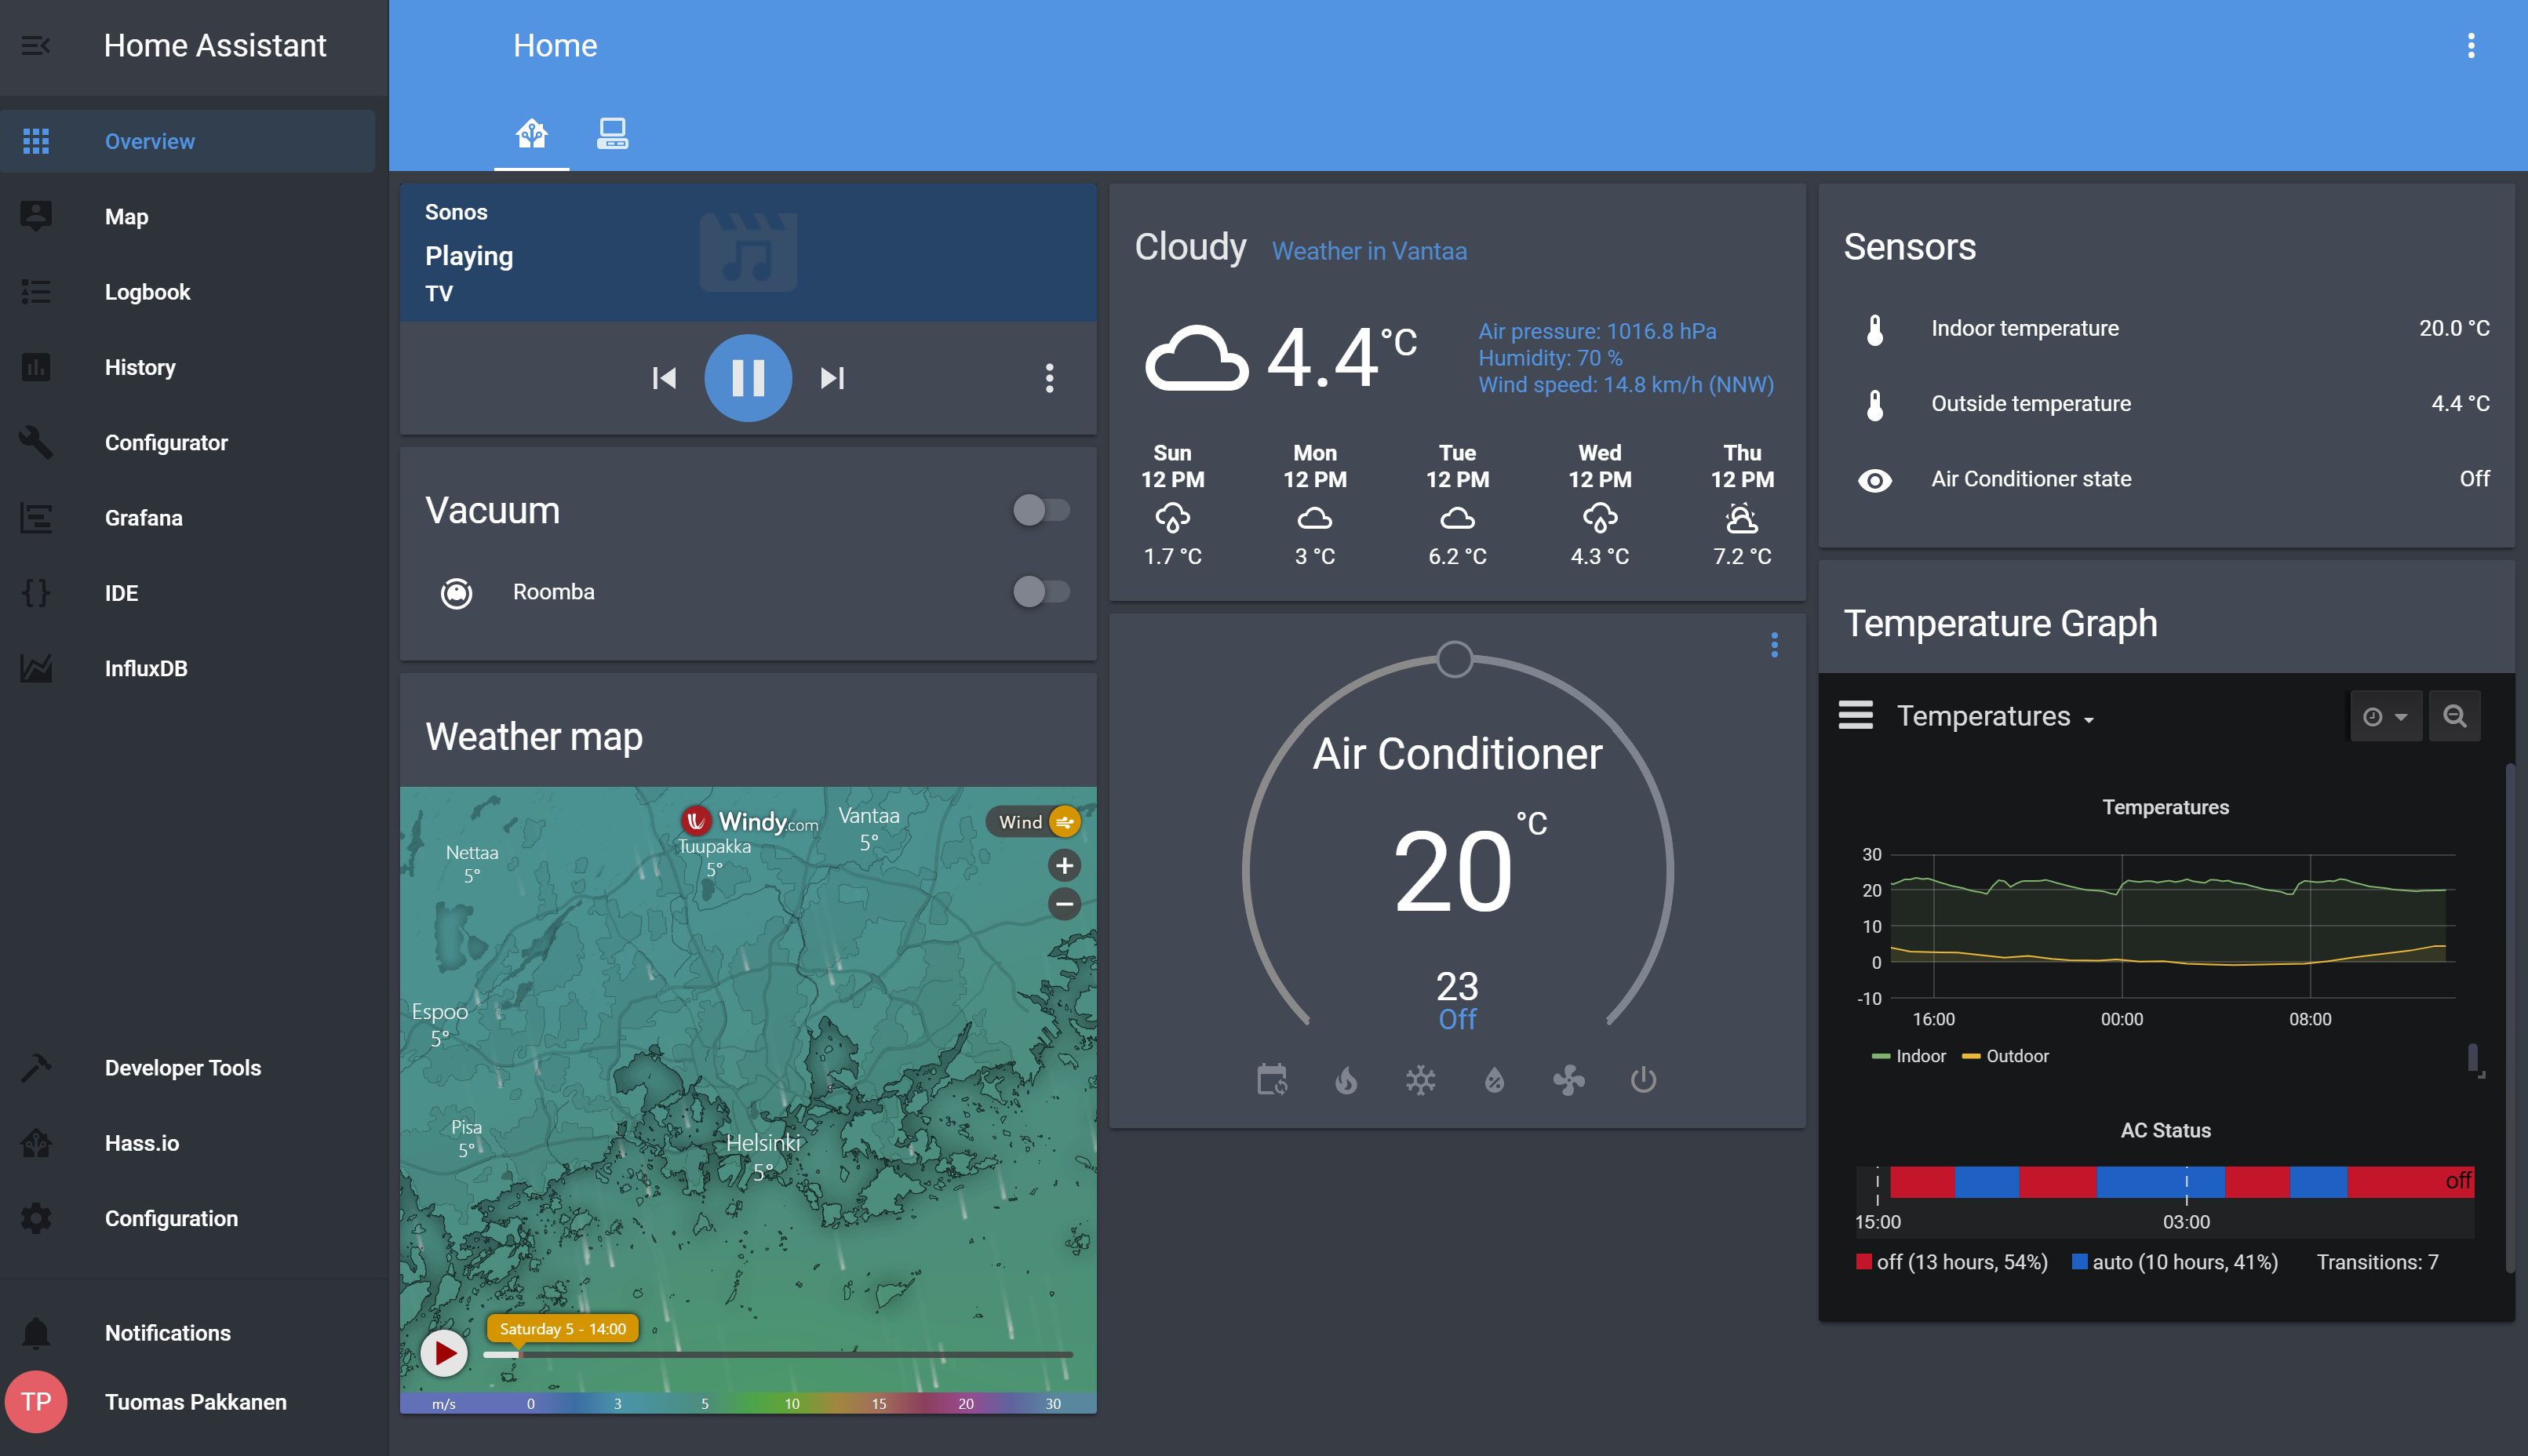 Home Assistant
Overview
Map
Logbook
History
Configurator
Grafana
IDE
InfluxDB
Developer Tools
Hass.io
Configuration
Notifications
TP
Tuomas Pakkanen
Home
Sonos
Playing
TV
Vacuum
Roomba
Weather map
Windy.com
Wind
Vantaa
5°
Tuupakka
5°
Nettaa
5°
Espoo
5°
Pisa
5°
Helsinki
5°
Saturday 5 - 14:00
m/s 0 3 5 10 15 20 30
Cloudy Weather in Vantaa
4.4 °C
Air pressure: 1016.8 hPa
Humidity: 70 %
Wind speed: 14.8 km/h (NNW)
Sun Mon Tue Wed Thu
12 PM 12 PM 12 PM 12 PM 12 PM
1.7 °C 3 °C 6.2 °C 4.3 °C 7.2 °C
Air Conditioner
20 °C
23
Off
Sensors
Indoor temperature 20.0 °C
Outside temperature 4.4 °C
Air Conditioner state Off
Temperature Graph
Temperatures
Temperatures
30
20
10
0
-10
16:00 00:00 08:00
Indoor Outdoor
AC Status
off
15:00 03:00
off (13 hours, 54%) auto (10 hours, 41%) Transitions: 7